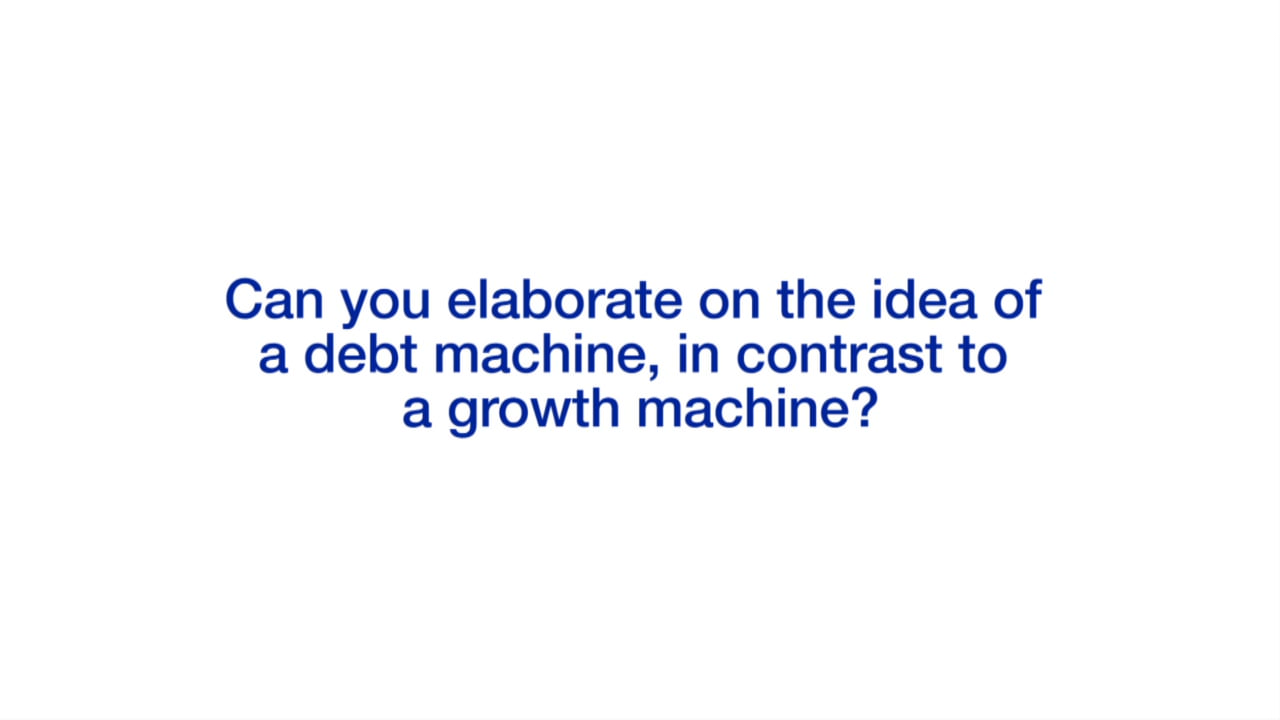 Can you elaborate on the idea of
a debt machine, in contrast to
a growth machine?